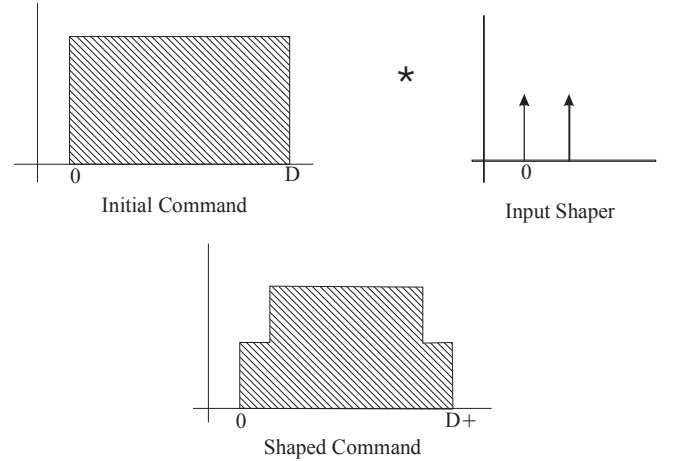 *
0 D
0
Initial Command
Input Shaper
0 D+
Shaped Command